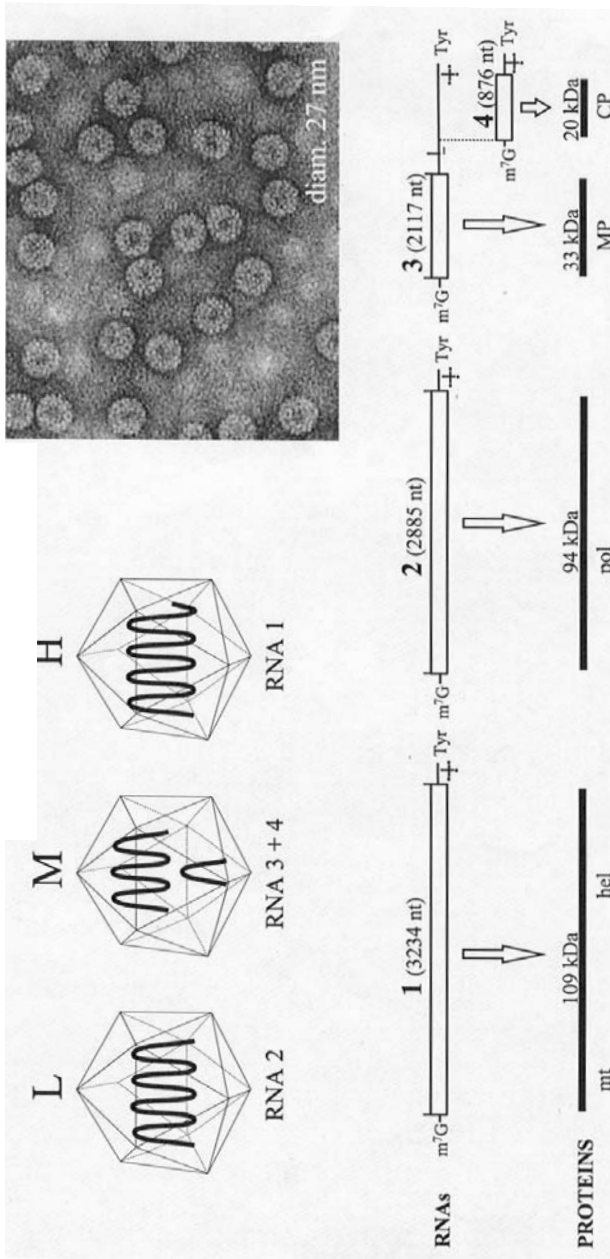 L M H
diam. 27 nm
RNA 2 RNA 3 + 4 RNA 1
1 (3234 nt) 2 (2885 nt) 3 (2117 nt)
RNAs m⁷G Tyr m⁷G Tyr m⁷G Tyr
4 (876 nt)
m⁷G Tyr
109 kDa 94 kDa 33 kDa 20 kDa
PROTEINS
mt hel pol MP CP